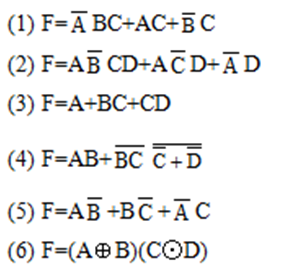 (1) F=A̅ BC+AC+B̅ C
(2) F=AB̅ CD+AC̅ D+A̅ D
(3) F=A+BC+CD
(4) F=AB+B̅C̅ C̿ +̅ D̿
(5) F=AB̅ +BC̅ +A̅ C
(6) F=(A⊕B)(C⊙D)